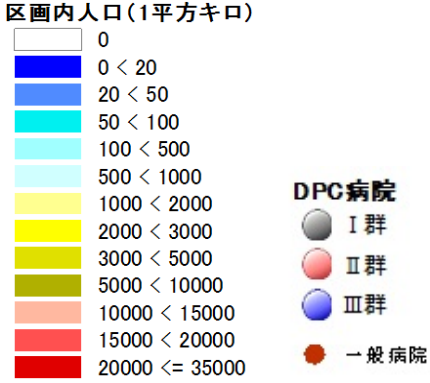 区画内人口(1平方キロ)
0
0 < 20
20 < 50
50 < 100
100 < 500
500 < 1000
1000 < 2000
2000 < 3000
3000 < 5000
5000 < 10000
10000 < 15000
15000 < 20000
20000 <= 35000
DPC病院
Ⅰ群
Ⅱ群
Ⅲ群
一般病院